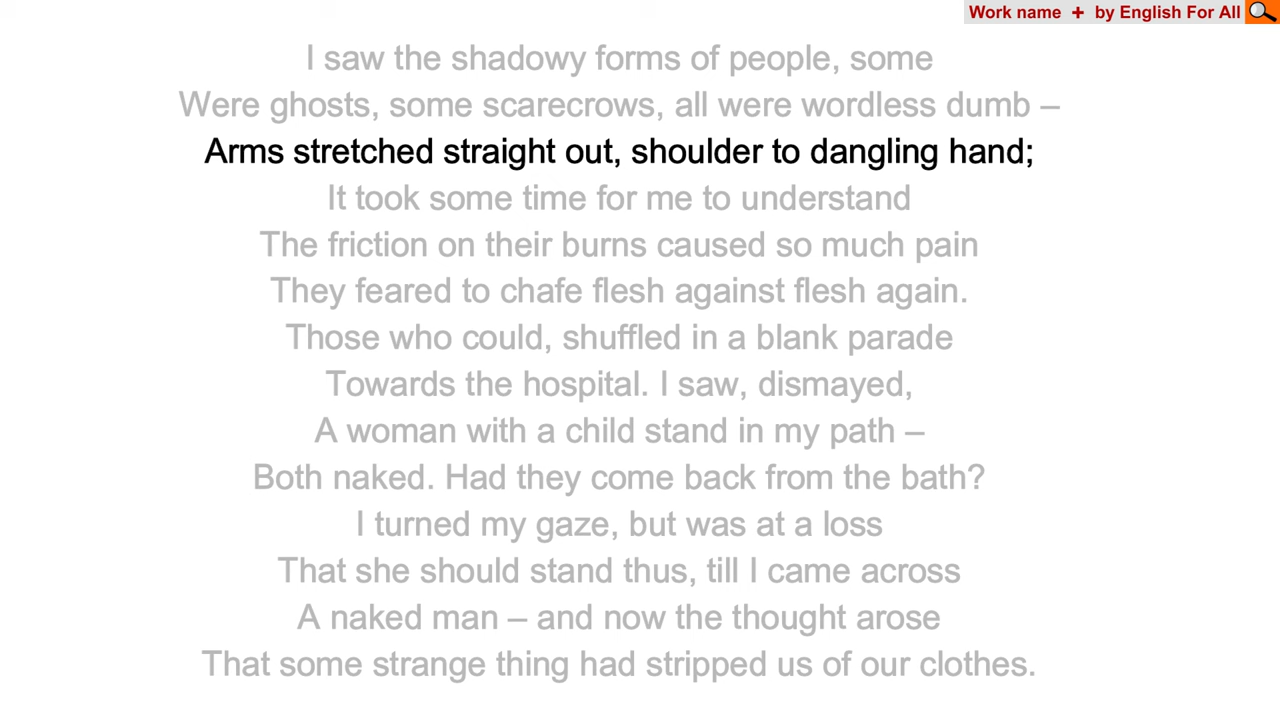 Work name + by English For All
I saw the shadowy forms of people, some
Were ghosts, some scarecrows, all were wordless dumb –
Arms stretched straight out, shoulder to dangling hand;
It took some time for me to understand
The friction on their burns caused so much pain
They feared to chafe flesh against flesh again.
Those who could, shuffled in a blank parade
Towards the hospital. I saw, dismayed,
A woman with a child stand in my path –
Both naked. Had they come back from the bath?
I turned my gaze, but was at a loss
That she should stand thus, till I came across
A naked man – and now the thought arose
That some strange thing had stripped us of our clothes.